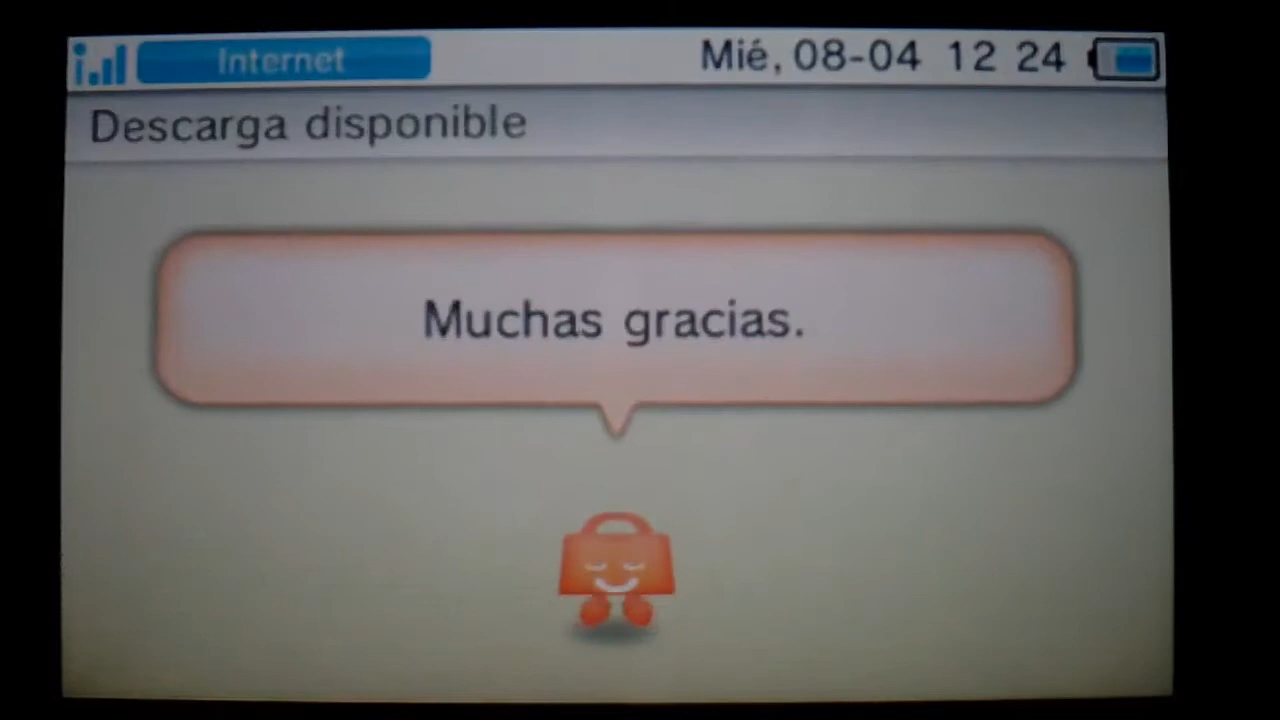 Internet
Mié, 08-04 12 24
Descarga disponible
Muchas gracias.